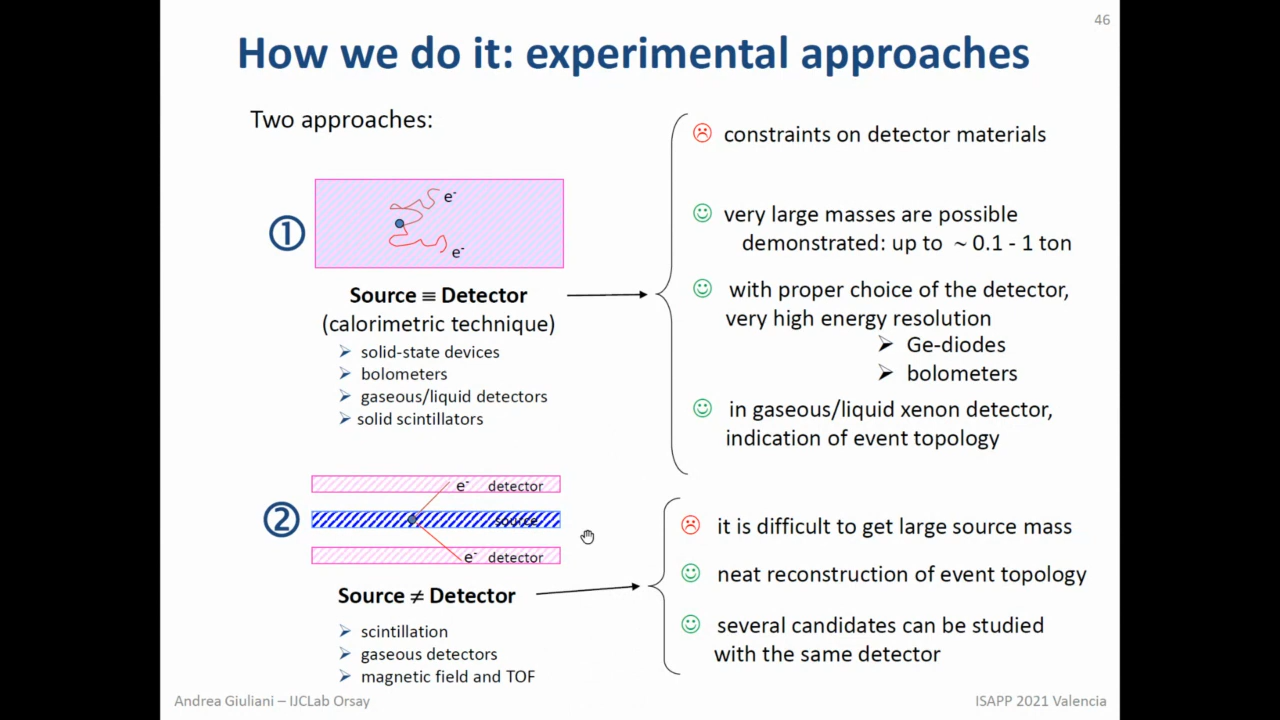 46
How we do it: experimental approaches
Two approaches:
①
e-
e-
Source ≡ Detector
(calorimetric technique)
➢ solid-state devices
➢ bolometers
➢ gaseous/liquid detectors
➢ solid scintillators
☹ constraints on detector materials
☺ very large masses are possible
demonstrated: up to ~ 0.1 - 1 ton
☺ with proper choice of the detector,
very high energy resolution
➢ Ge-diodes
➢ bolometers
☺ in gaseous/liquid xenon detector,
indication of event topology
②
e- detector
source
e- detector
Source ≠ Detector
➢ scintillation
➢ gaseous detectors
➢ magnetic field and TOF
☹ it is difficult to get large source mass
☺ neat reconstruction of event topology
☺ several candidates can be studied
with the same detector
Andrea Giuliani – IJCLab Orsay
ISAPP 2021 Valencia